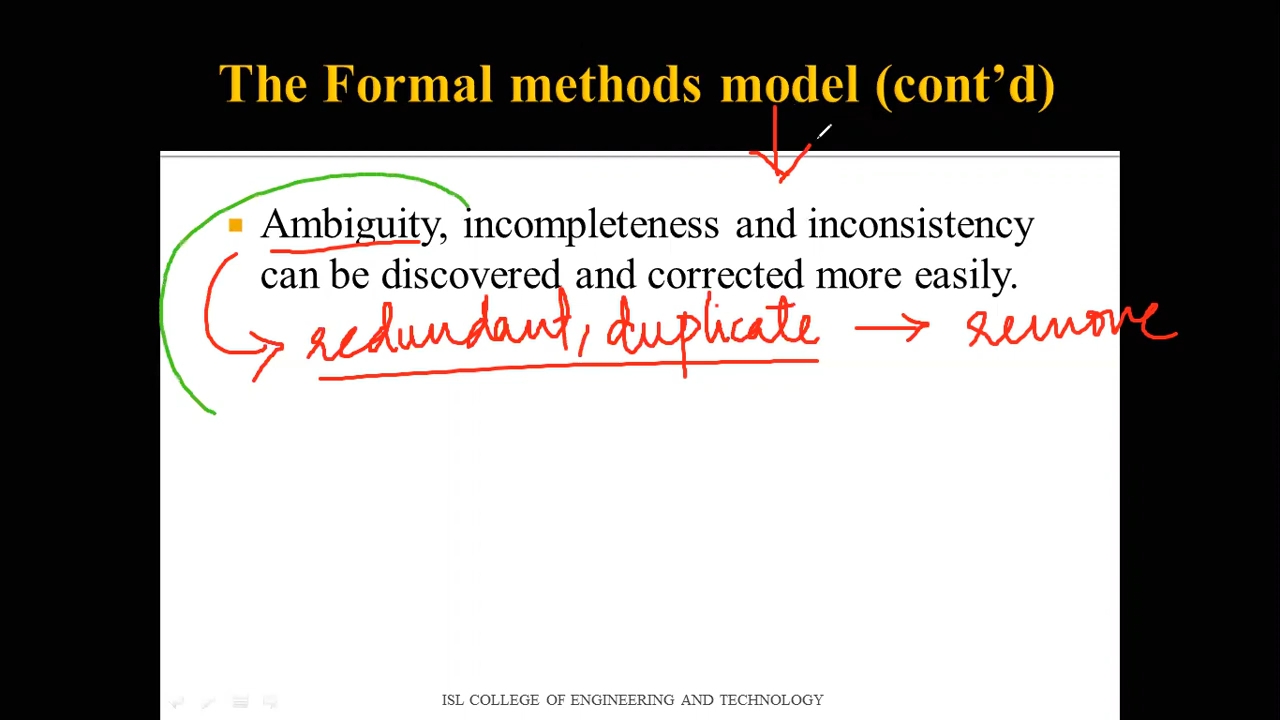 The Formal methods model (cont’d)
Ambiguity, incompleteness and inconsistency
can be discovered and corrected more easily.
redundant, duplicate → remove
ISL COLLEGE OF ENGINEERING AND TECHNOLOGY